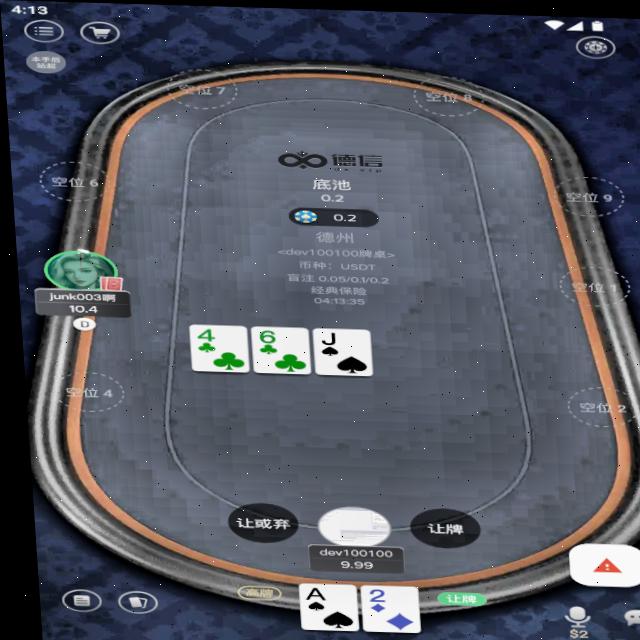 4:13
本手后
站起
空位 7
空位 8
德信
底池
0.2
0.2
德州
<dev100100牌桌>
币种: USDT
盲注 0.05/0.1/0.2
经典保险
04:13:35
空位 6
空位 9
空位 1
junk003啊
10.4
D
4
6
J
空位 4
空位 2
让或弃
让牌
dev100100
9.99
高牌
A
2
让牌
$2